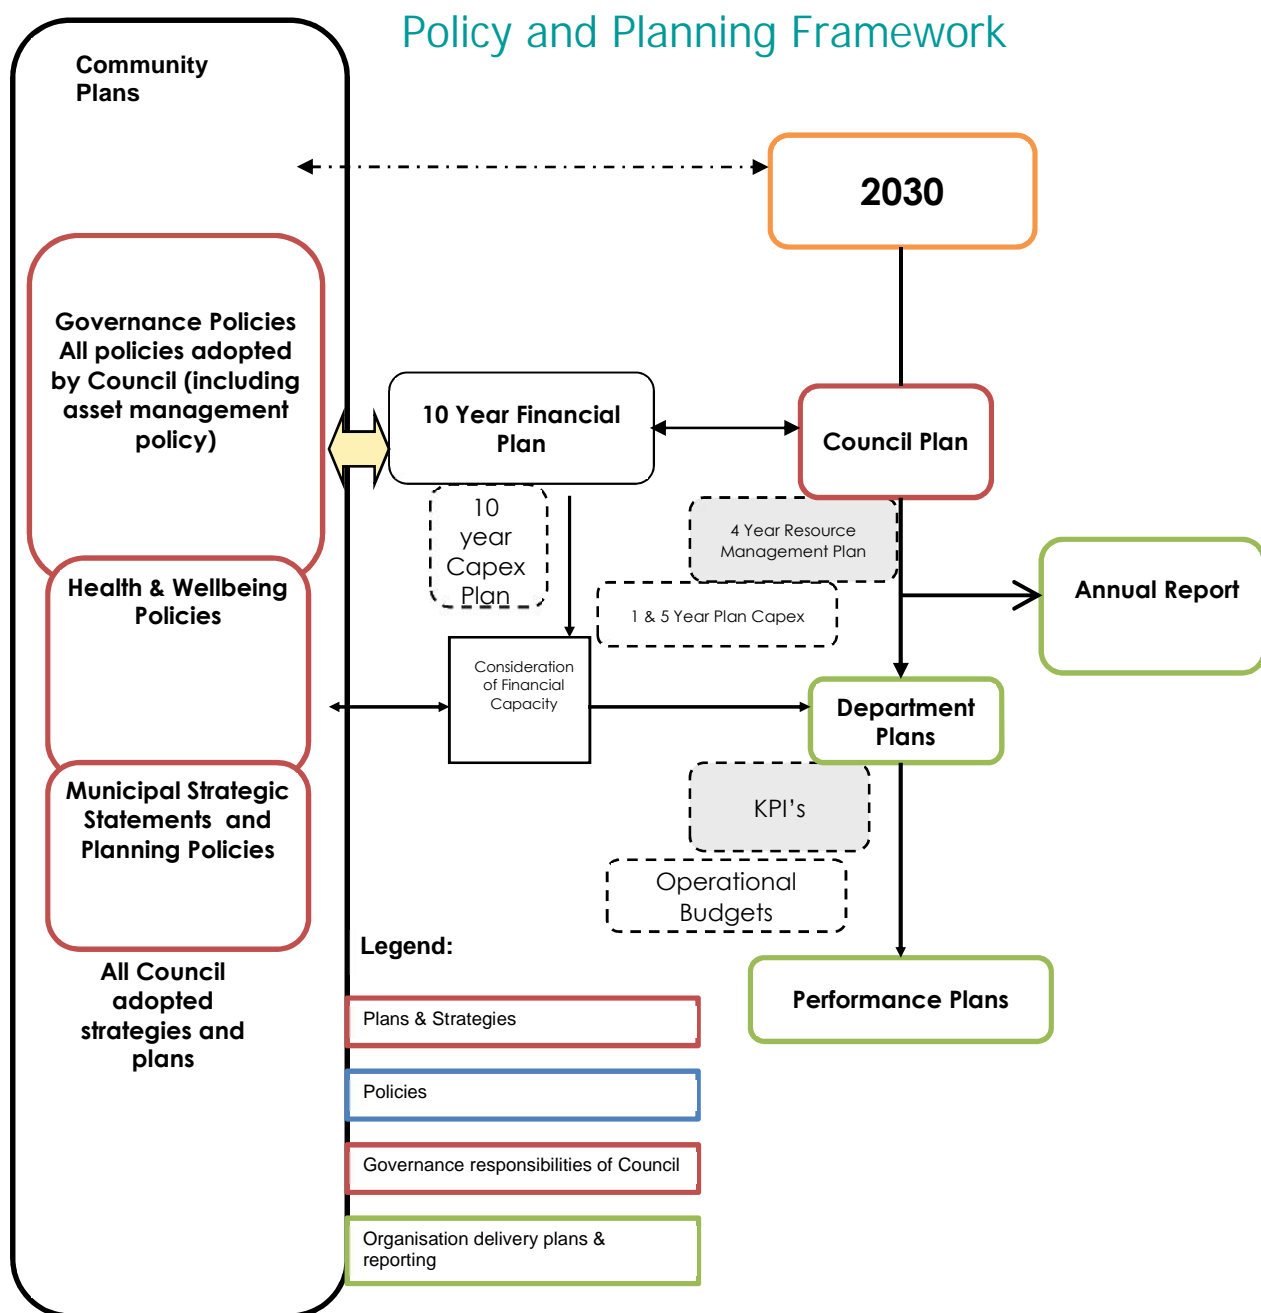 Policy and Planning Framework
Community
Plans
2030
Governance Policies
All policies adopted
by Council (including
asset management
policy)
10 Year Financial
Plan
Council Plan
10
year
Capex
Plan
4 Year Resource
Management Plan
1 & 5 Year Plan Capex
Annual Report
Health & Wellbeing
Policies
Consideration
of Financial
Capacity
Department
Plans
Municipal Strategic
Statements and
Planning Policies
KPI's
Operational
Budgets
All Council
adopted
strategies and
plans
Performance Plans
Legend:
Plans & Strategies
Policies
Governance responsibilities of Council
Organisation delivery plans &
reporting